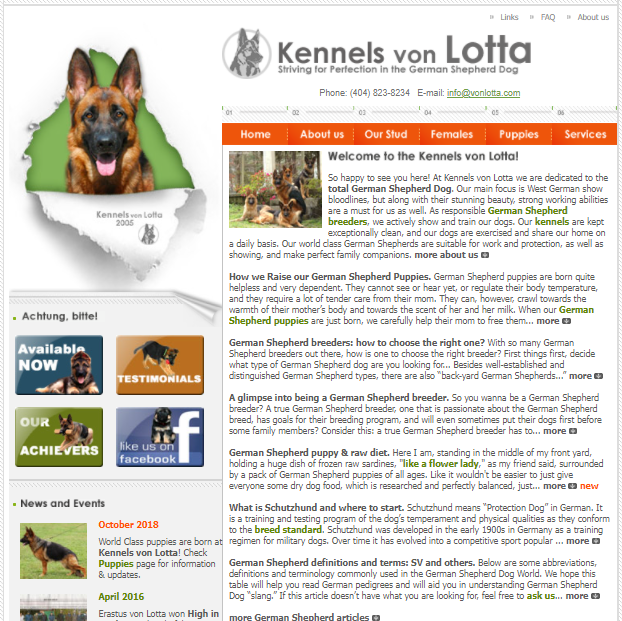 » Links » FAQ » About us
Kennels von Lotta
Striving for Perfection in the German Shepherd Dog
Phone: (404) 823-8234 E-mail: info@vonlotta.com
01 02 03 04 05 06
Home About us Our Stud Females Puppies Services
Kennels von Lotta
2005
Achtung, bitte!
Available
NOW
TESTIMONIALS
OUR
ACHIEVERS
like us on
facebook
f
News and Events
October 2018
World Class puppies are born at
Kennels von Lotta! Check
Puppies page for information
& updates.
April 2016
Erastus von Lotta won High in
Welcome to the Kennels von Lotta!
So happy to see you here! At Kennels von Lotta we are dedicated to the
total German Shepherd Dog. Our main focus is West German show
bloodlines, but along with their stunning beauty, strong working abilities
are a must for us as well. As responsible German Shepherd
breeders, we actively show and train our dogs. Our kennels are kept
exceptionally clean, and our dogs are exercised and share our home on
a daily basis. Our world class German Shepherds are suitable for work and protection, as well as
showing, and make perfect family companions. more about us
How we Raise our German Shepherd Puppies. German Shepherd puppies are born quite
helpless and very dependent. They cannot see or hear yet, or regulate their body temperature,
and they require a lot of tender care from their mom. They can, however, crawl towards the
warmth of their mother's body and towards the scent of her and her milk. When our German
Shepherd puppies are just born, we carefully help their mom to free them... more
German Shepherd breeders: how to choose the right one? With so many German
Shepherd breeders out there, how is one to choose the right breeder? First things first, decide
what type of German Shepherd dog are you looking for... Besides well-established and
distinguished German Shepherd types, there are also "back-yard German Shepherds..." more
A glimpse into being a German Shepherd breeder. So you wanna be a German Shepherd
breeder? A true German Shepherd breeder, one that is passionate about the German Shepherd
breed, has goals for their breeding program, and will even sometimes put their dogs first before
some family members? Consider this: a true German Shepherd breeder has to... more
German Shepherd puppy & raw diet. Here I am, standing in the middle of my front yard,
holding a huge dish of frozen raw sardines, "like a flower lady," as my friend said, surrounded
by a pack of German Shepherd puppies of all ages. Like it wouldn't be easier to just give
everyone some dry dog food, which is researched and perfectly balanced, just... more new
What is Schutzhund and where to start. Schutzhund means "Protection Dog" in German. It
is a training and testing program of the dog's temperament and physical qualities as they conform
to the breed standard. Schutzhund was developed in the early 1900s in Germany as a training
regimen for military dogs. Over time it has evolved into a competitive sport popular ... more
German Shepherd definitions and terms: SV and others. Below are some abbreviations,
definitions and terminology commonly used in the German Shepherd Dog World. We hope this
table will help you read German pedigrees and will aid you in understanding German Shepherd
Dog "slang." If this article doesn't have what you are looking for, feel free to ask us... more
more German Shepherd articles